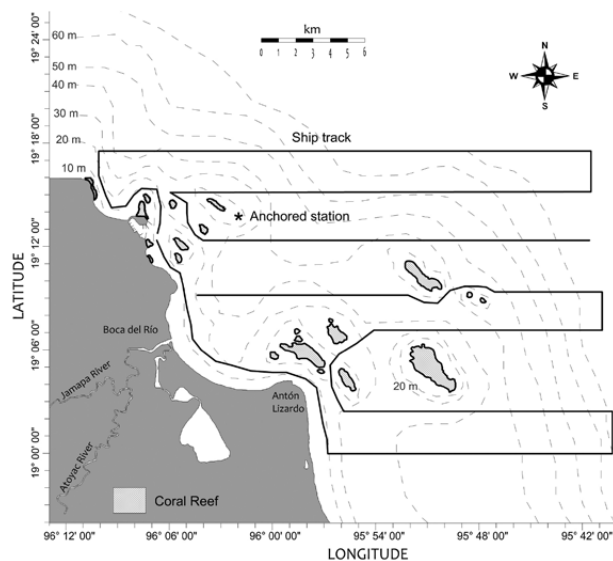 km
0 1 2 3 4 5 6
N
W E
S
60 m
50 m
40 m
30 m
20 m
10 m
Ship track
Anchored station
Boca del Río
Jamapa River
Atoyac River
Antón
Lizardo
20 m
Coral Reef
LATITUDE
19° 24' 00"
19° 18' 00"
19° 12' 00"
19° 06' 00"
19° 00' 00"
96° 12' 00"
96° 06' 00"
96° 00' 00"
95° 54' 00"
95° 48' 00"
95° 42' 00"
LONGITUDE